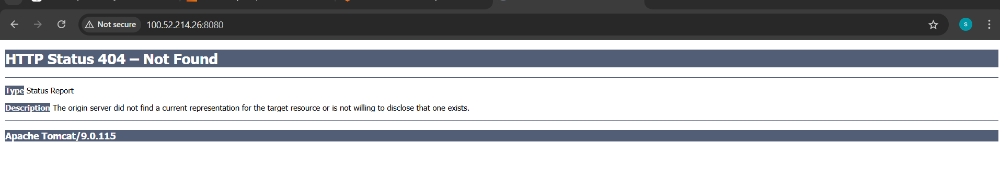 Not secure 100.52.214.26:8080 S
HTTP Status 404 – Not Found
Type Status Report
Description The origin server did not find a current representation for the target resource or is not willing to disclose that one exists.
Apache Tomcat/9.0.115